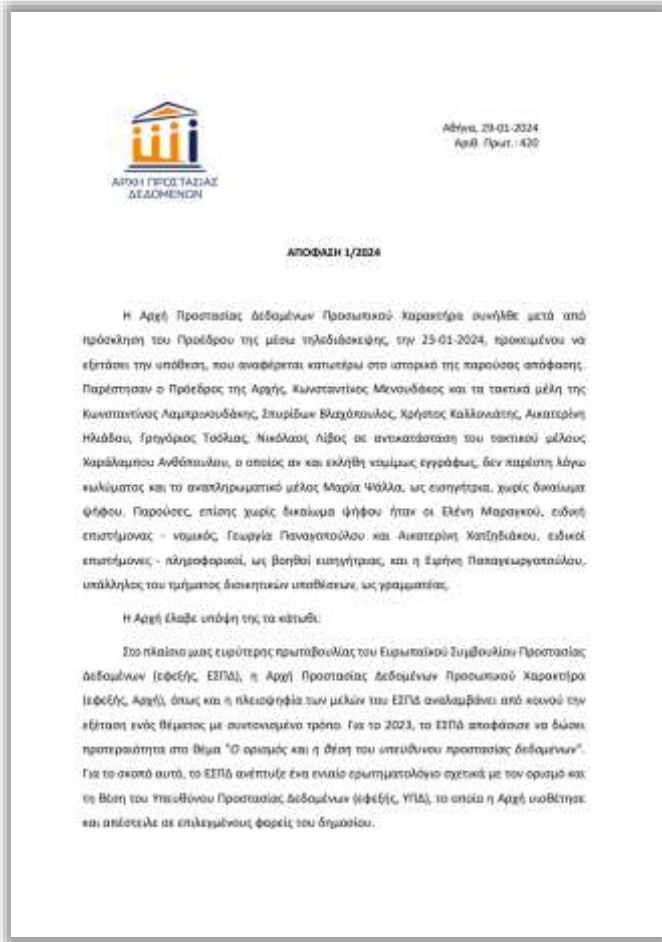 ΑΡΧΗ ΠΡΟΣΤΑΣΙΑΣ
ΔΕΔΟΜΕΝΩΝ
Αθήνα, 29-01-2024
Αριθ. Πρωτ.: 420
ΑΠΟΦΑΣΗ 1/2024
Η Αρχή Προστασίας Δεδομένων Προσωπικού Χαρακτήρα συνήλθε μετά από
πρόσκληση του Προέδρου της μέσω τηλεδιάσκεψης, την 23-01-2024, προκειμένου να
εξετάσει την υπόθεση, που αναφέρεται κατωτέρω στο ιστορικό της παρούσας απόφασης.
Παρέστησαν ο Πρόεδρος της Αρχής, Κωνσταντίνος Μενουδάκος και τα τακτικά μέλη της
Κωνσταντίνος Λαμπρινουδάκης, Σπυρίδων Βλαχόπουλος, Χρήστος Καλλονιάτης, Αικατερίνη
Ηλιάδου, Γρηγόριος Τσόλιας, Νικόλαος Λίβος σε αντικατάσταση του τακτικού μέλους
Χαράλαμπου Ανθόπουλου, ο οποίος αν και εκλήθη νομίμως εγγράφως, δεν παρέστη λόγω
κωλύματος και το αναπληρωματικό μέλος Μαρία Ψάλλα, ως εισηγήτρια, χωρίς δικαίωμα
ψήφου. Παρούσες, επίσης χωρίς δικαίωμα ψήφου ήταν οι Ελένη Μαραγκού, ειδική
επιστήμονας - νομικός, Γεωργία Παναγοπούλου και Αικατερίνη Χατζηδιάκου, ειδικοί
επιστήμονες - πληροφορικοί, ως βοηθοί εισηγήτριας, και η Ειρήνη Παπαγεωργοπούλου,
υπάλληλος του τμήματος διοικητικών υποθέσεων, ως γραμματέας.
Η Αρχή έλαβε υπόψη της τα κάτωθι:
Στο πλαίσιο μιας ευρύτερης πρωτοβουλίας του Ευρωπαϊκού Συμβουλίου Προστασίας
Δεδομένων (εφεξής, ΕΣΠΔ), η Αρχή Προστασίας Δεδομένων Προσωπικού Χαρακτήρα
(εφεξής, Αρχή), όπως και η πλειοψηφία των μελών του ΕΣΠΔ αναλαμβάνει από κοινού την
εξέταση ενός θέματος με συντονισμένο τρόπο. Για το 2023, το ΕΣΠΔ αποφάσισε να δώσει
προτεραιότητα στο θέμα "Ο ορισμός και η θέση του υπευθύνου προστασίας δεδομένων".
Για το σκοπό αυτό, το ΕΣΠΔ ανέπτυξε ένα ενιαίο ερωτηματολόγιο σχετικά με τον ορισμό και
τη θέση του Υπευθύνου Προστασίας Δεδομένων (εφεξής, ΥΠΔ), το οποίο η Αρχή υιοθέτησε
και απέστειλε σε επιλεγμένους φορείς του δημοσίου.